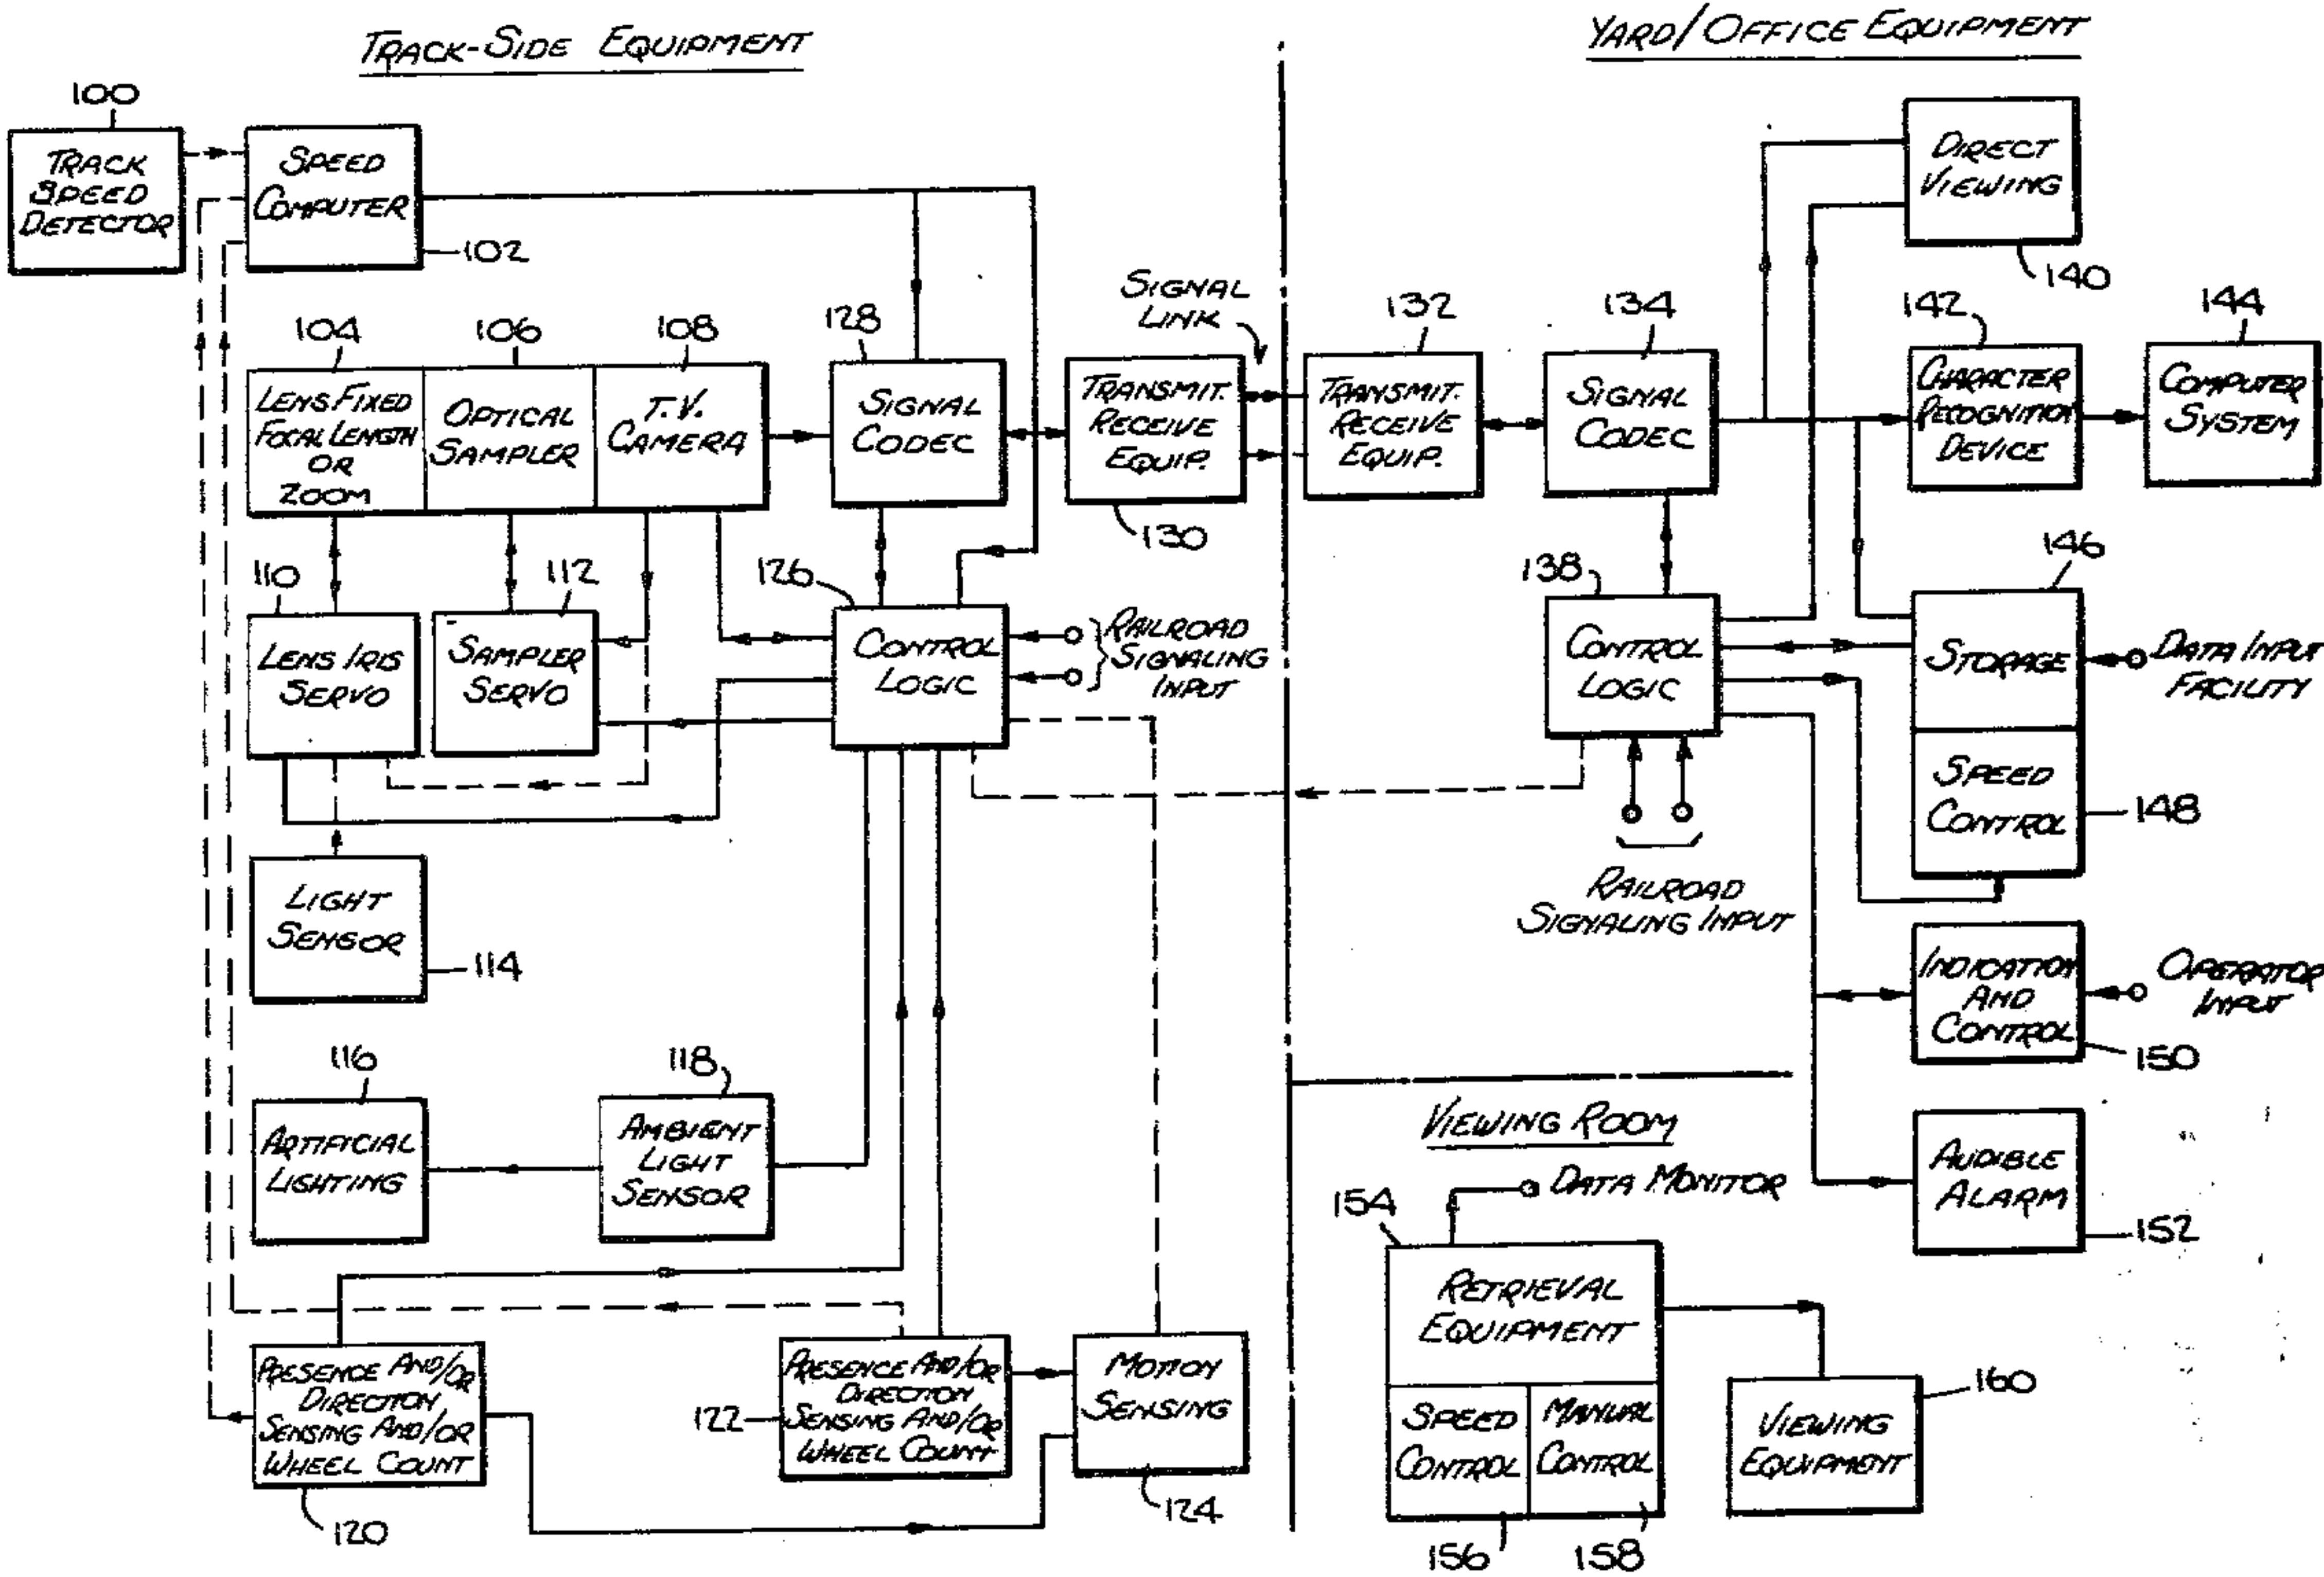 TRACK-SIDE EQUIPMENT
YARD/OFFICE EQUIPMENT
100
TRACK
SPEED
DETECTOR
SPEED
COMPUTER
102
DIRECT
VIEWING
140
104
LENS FIXED
FOCAL LENGTH
OR
ZOOM
106
OPTICAL
SAMPLER
108
T.V.
CAMERA
128
SIGNAL
CODEC
SIGNAL
LINK
TRANSMIT.
RECEIVE
EQUIP.
130
132
TRANSMIT.
RECEIVE
EQUIP.
134
SIGNAL
CODEC
142
CHARACTER
RECOGNITION
DEVICE
144
COMPUTER
SYSTEM
110
LENS IRIS
SERVO
112
SAMPLER
SERVO
126
CONTROL
LOGIC
RAILROAD
SIGNALING
INPUT
138
CONTROL
LOGIC
RAILROAD
SIGNALING INPUT
146
STORAGE
DATA INPUT
FACILITY
SPEED
CONTROL
148
LIGHT
SENSOR
114
INDICATION
AND
CONTROL
150
OPERATOR
INPUT
116
ARTIFICIAL
LIGHTING
118
AMBIENT
LIGHT
SENSOR
AUDIBLE
ALARM
152
VIEWING ROOM
DATA MONITOR
154
RETRIEVAL
EQUIPMENT
SPEED
CONTROL
156
MANUAL
CONTROL
158
160
VIEWING
EQUIPMENT
PRESENCE AND/OR
DIRECTION
SENSING AND/OR
WHEEL COUNT
120
122
PRESENCE AND/OR
DIRECTION
SENSING AND/OR
WHEEL COUNT
MOTION
SENSING
124